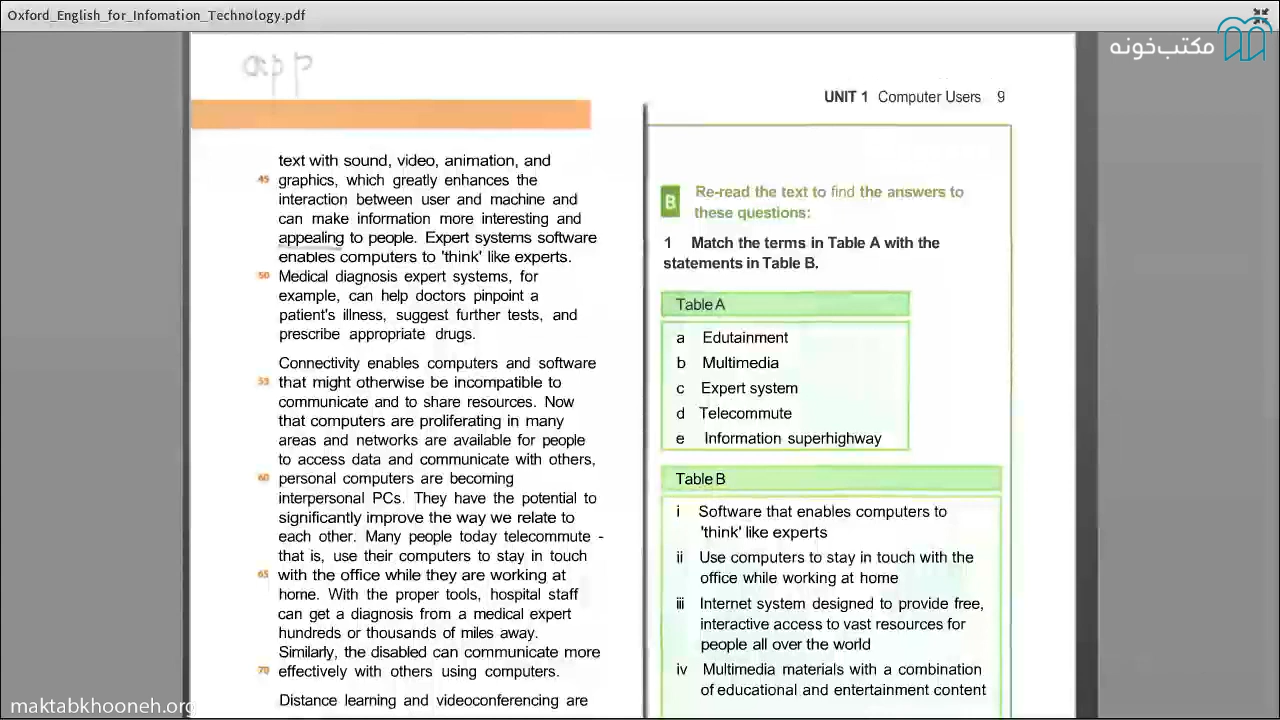 Oxford_English_for_Infomation_Technology.pdf
مکتب‌خونه
app
UNIT 1 Computer Users 9
text with sound, video, animation, and
45 graphics, which greatly enhances the
interaction between user and machine and
can make information more interesting and
appealing to people. Expert systems software
enables computers to 'think' like experts.
50 Medical diagnosis expert systems, for
example, can help doctors pinpoint a
patient's illness, suggest further tests, and
prescribe appropriate drugs.
Connectivity enables computers and software
53 that might otherwise be incompatible to
communicate and to share resources. Now
that computers are proliferating in many
areas and networks are available for people
to access data and communicate with others,
60 personal computers are becoming
interpersonal PCs. They have the potential to
significantly improve the way we relate to
each other. Many people today telecommute -
that is, use their computers to stay in touch
65 with the office while they are working at
home. With the proper tools, hospital staff
can get a diagnosis from a medical expert
hundreds or thousands of miles away.
Similarly, the disabled can communicate more
70 effectively with others using computers.
Distance learning and videoconferencing are
B Re-read the text to find the answers to
these questions:
1 Match the terms in Table A with the
statements in Table B.
Table A
a Edutainment
b Multimedia
c Expert system
d Telecommute
e Information superhighway
Table B
i Software that enables computers to
'think' like experts
ii Use computers to stay in touch with the
office while working at home
iii Internet system designed to provide free,
interactive access to vast resources for
people all over the world
iv Multimedia materials with a combination
of educational and entertainment content
maktabkhooneh.org